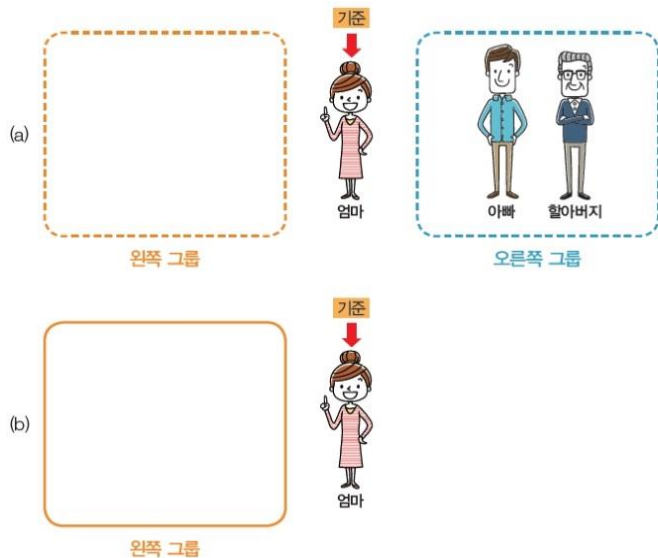 기준
(a)
엄마
아빠
할아버지
왼쪽 그룹
오른쪽 그룹
기준
(b)
엄마
왼쪽 그룹